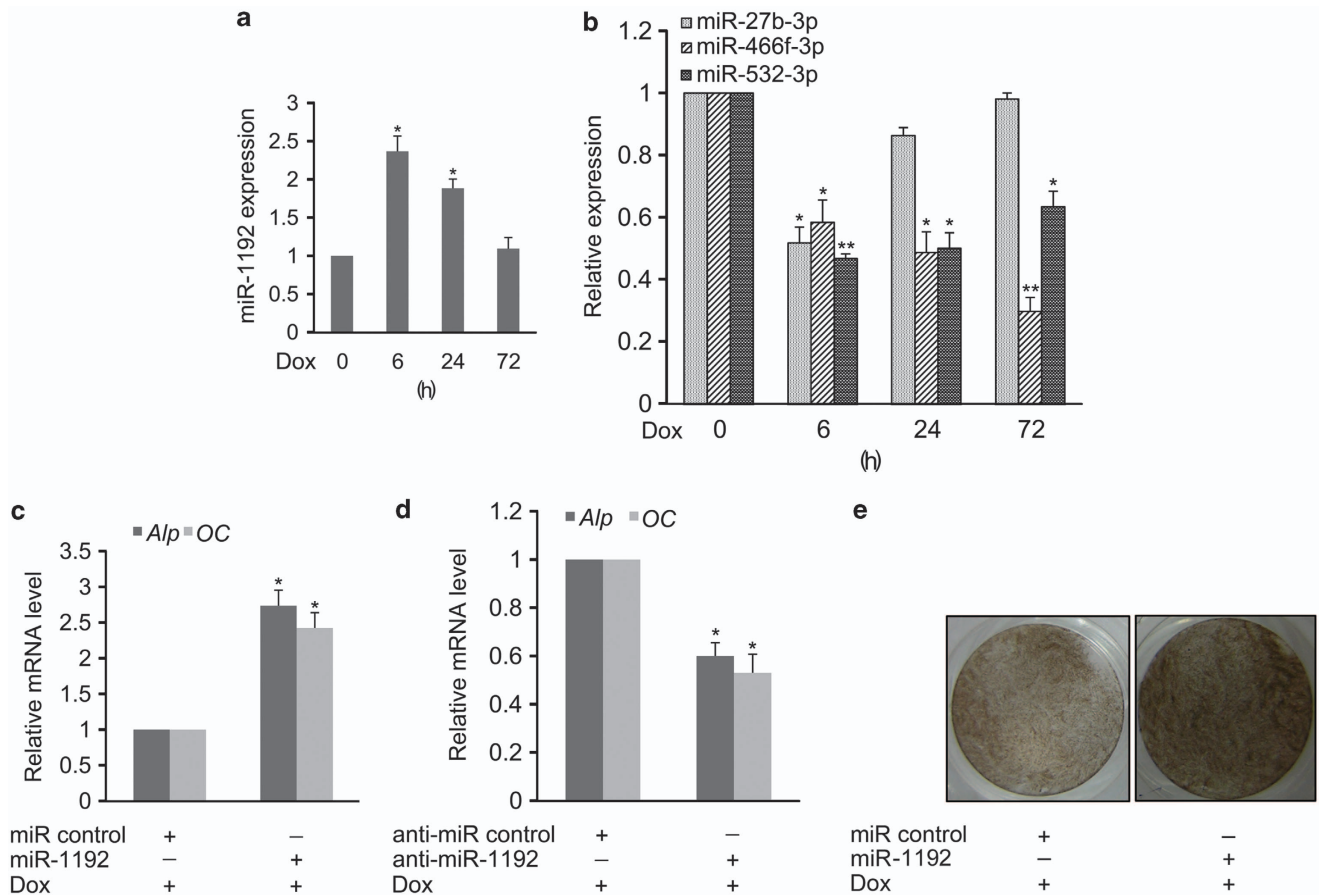 a
miR-1192 expression
3
2.5
2
1.5
1
0.5
0
*
*
Dox 0 6 24 72
(h)
b
miR-27b-3p
miR-466f-3p
miR-532-3p
Relative expression
1.2
1
0.8
0.6
0.4
0.2
0
* * **
* *
** *
Dox 0 6 24 72
(h)
c
Alp OC
Relative mRNA level
3.5
3
2.5
2
1.5
1
0.5
0
* *
miR control + –
miR-1192 – +
Dox + +
d
Alp OC
Relative mRNA level
1.2
1
0.8
0.6
0.4
0.2
0
* *
anti-miR control + –
anti-miR-1192 – +
Dox + +
e
miR control + –
miR-1192 – +
Dox + +